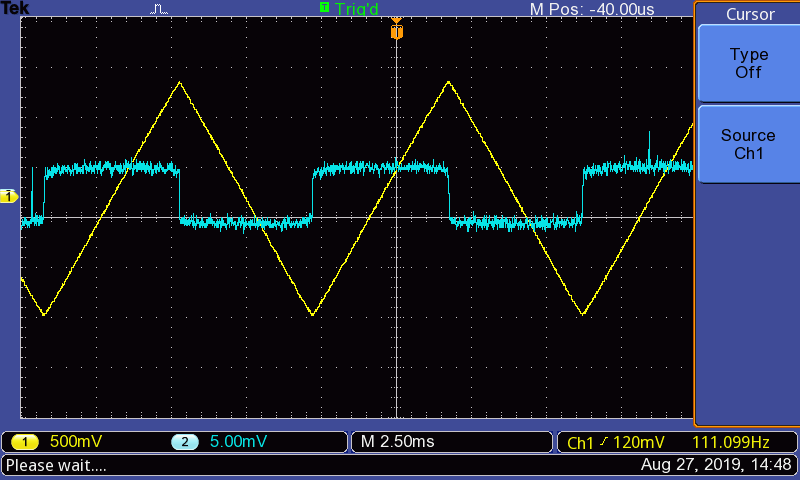 Tek T Trig'd M Pos: -40.00us
Cursor
T
Type
Off
Source
Ch1
1
1 500mV 2 5.00mV M 2.50ms Ch1 120mV 111.099Hz
Please wait.... Aug 27, 2019, 14:48